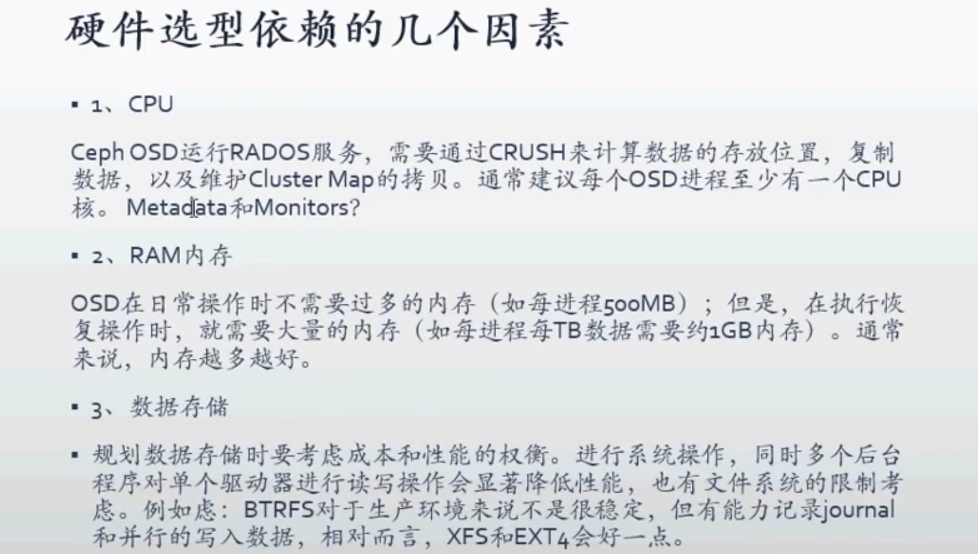 硬件选型依赖的几个因素
▪ 1、CPU
Ceph OSD运行RADOS服务，需要通过CRUSH来计算数据的存放位置，复制
数据，以及维护Cluster Map的拷贝。通常建议每个OSD进程至少有一个CPU
核。 Metadata和Monitors？
▪ 2、RAM内存
OSD在日常操作时不需要过多的内存（如每进程500MB）；但是，在执行恢
复操作时，就需要大量的内存（如每进程每TB数据需要约1GB内存）。通常
来说，内存越多越好。
▪ 3、数据存储
▪ 规划数据存储时要考虑成本和性能的权衡。进行系统操作，同时多个后台
程序对单个驱动器进行读写操作会显著降低性能，也有文件系统的限制考
虑。例如虑：BTRFS对于生产环境来说不是很稳定，但有能力记录journal
和并行的写入数据，相对而言，XFS和EXT4会好一点。